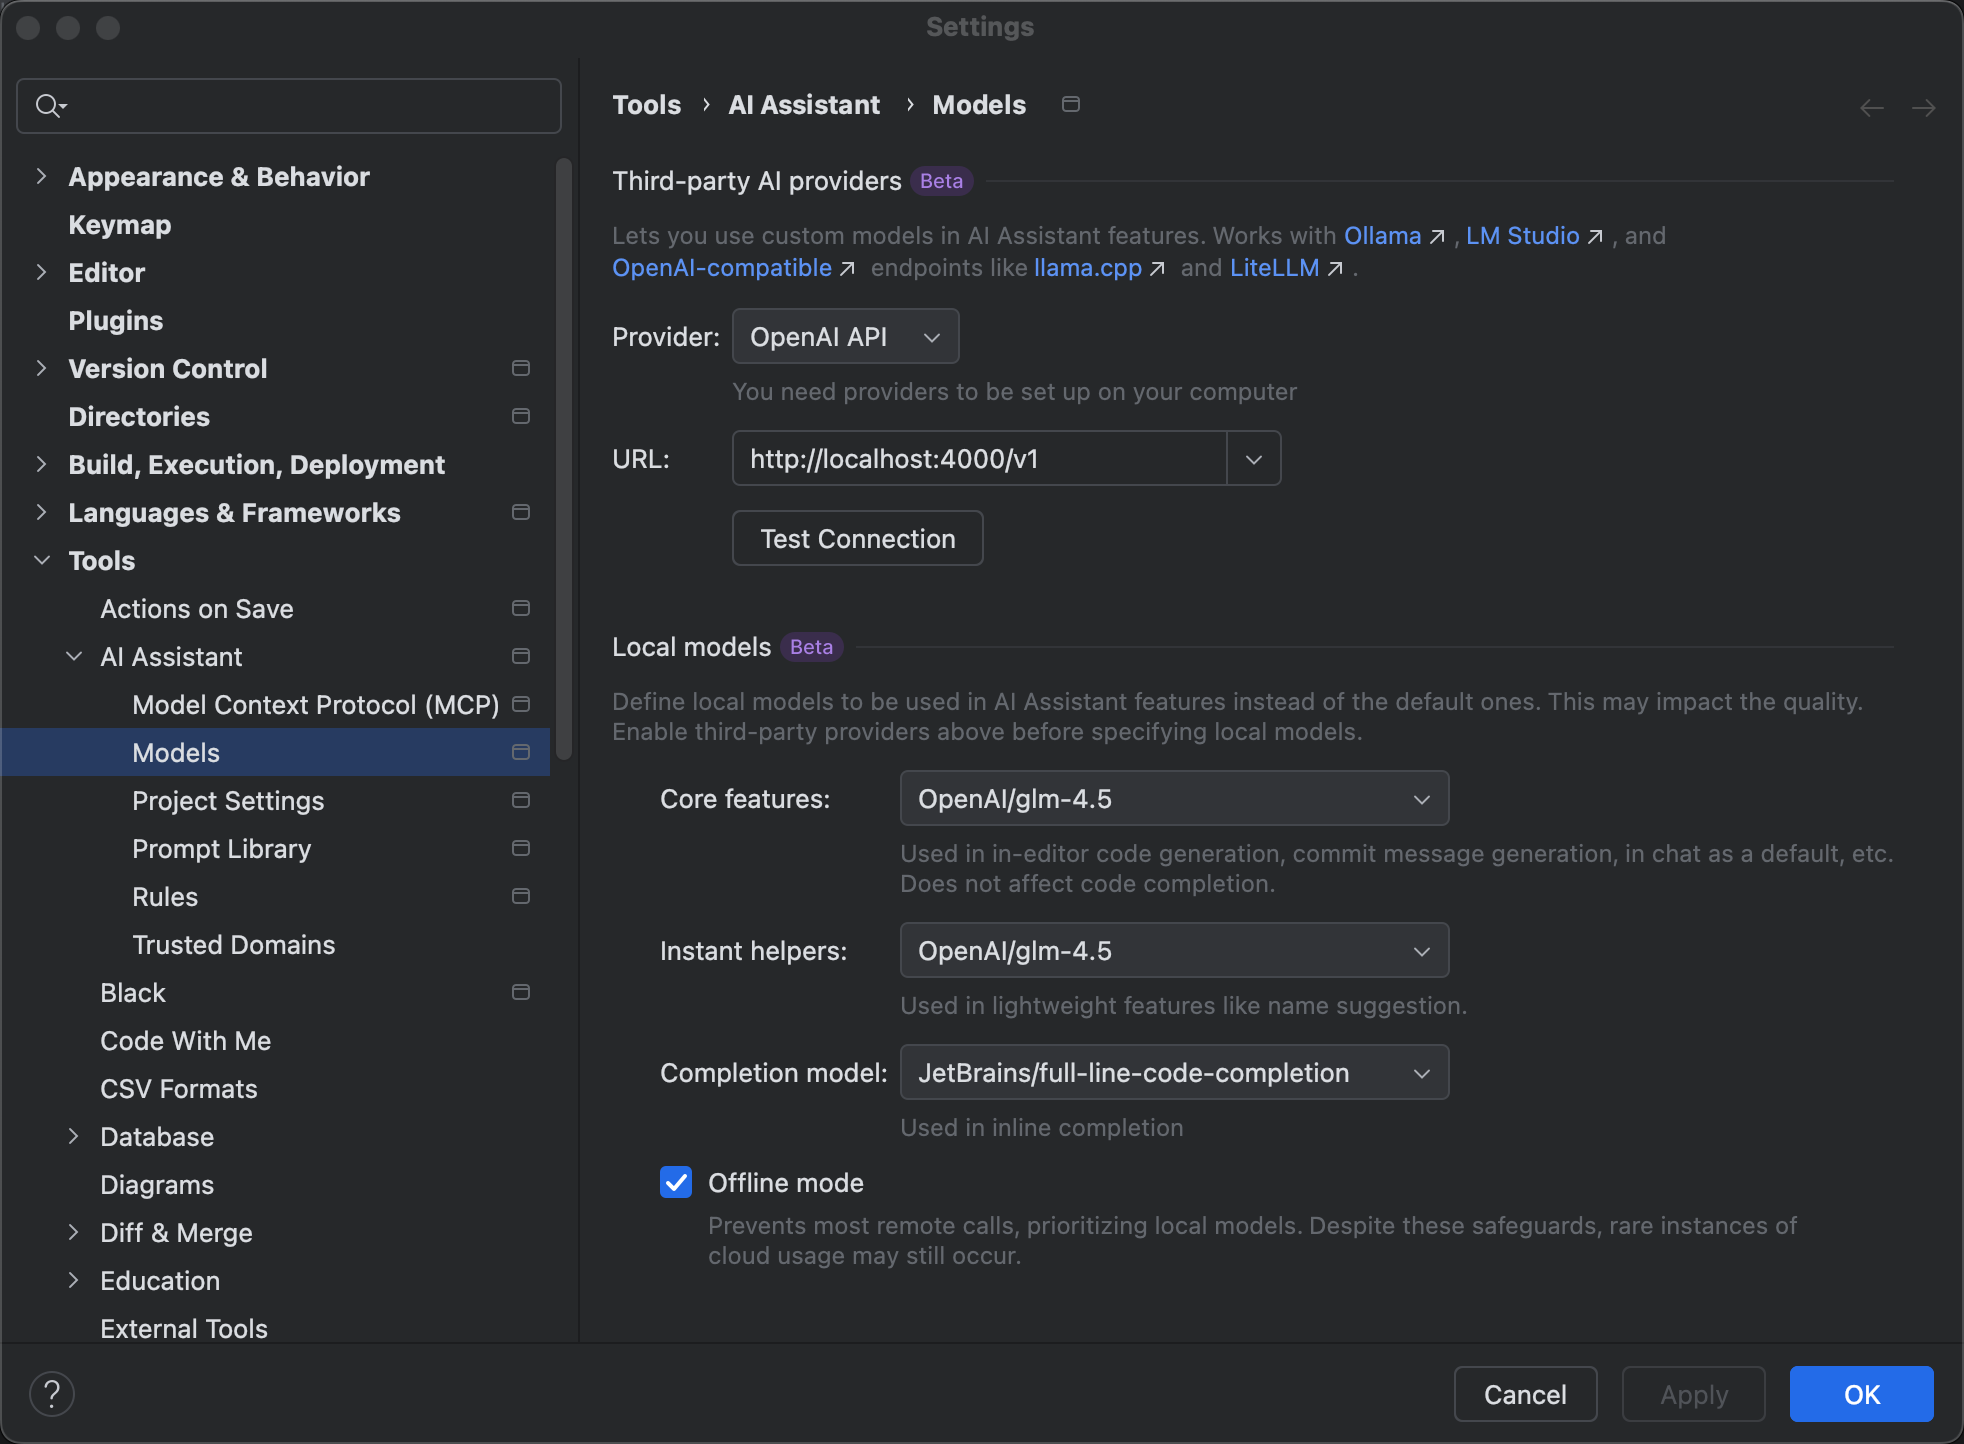 Settings
Appearance & Behavior
Keymap
Editor
Plugins
Version Control
Directories
Build, Execution, Deployment
Languages & Frameworks
Tools
Actions on Save
AI Assistant
Model Context Protocol (MCP)
Models
Project Settings
Prompt Library
Rules
Trusted Domains
Black
Code With Me
CSV Formats
Database
Diagrams
Diff & Merge
Education
External Tools
Tools › AI Assistant › Models
Third-party AI providers Beta
Lets you use custom models in AI Assistant features. Works with Ollama ↗ , LM Studio ↗ , and
OpenAI-compatible ↗ endpoints like llama.cpp ↗ and LiteLLM ↗ .
Provider: OpenAI API
You need providers to be set up on your computer
URL: http://localhost:4000/v1
Test Connection
Local models Beta
Define local models to be used in AI Assistant features instead of the default ones. This may impact the quality.
Enable third-party providers above before specifying local models.
Core features: OpenAI/glm-4.5
Used in in-editor code generation, commit message generation, in chat as a default, etc.
Does not affect code completion.
Instant helpers: OpenAI/glm-4.5
Used in lightweight features like name suggestion.
Completion model: JetBrains/full-line-code-completion
Used in inline completion
Offline mode
Prevents most remote calls, prioritizing local models. Despite these safeguards, rare instances of
cloud usage may still occur.
? Cancel Apply OK